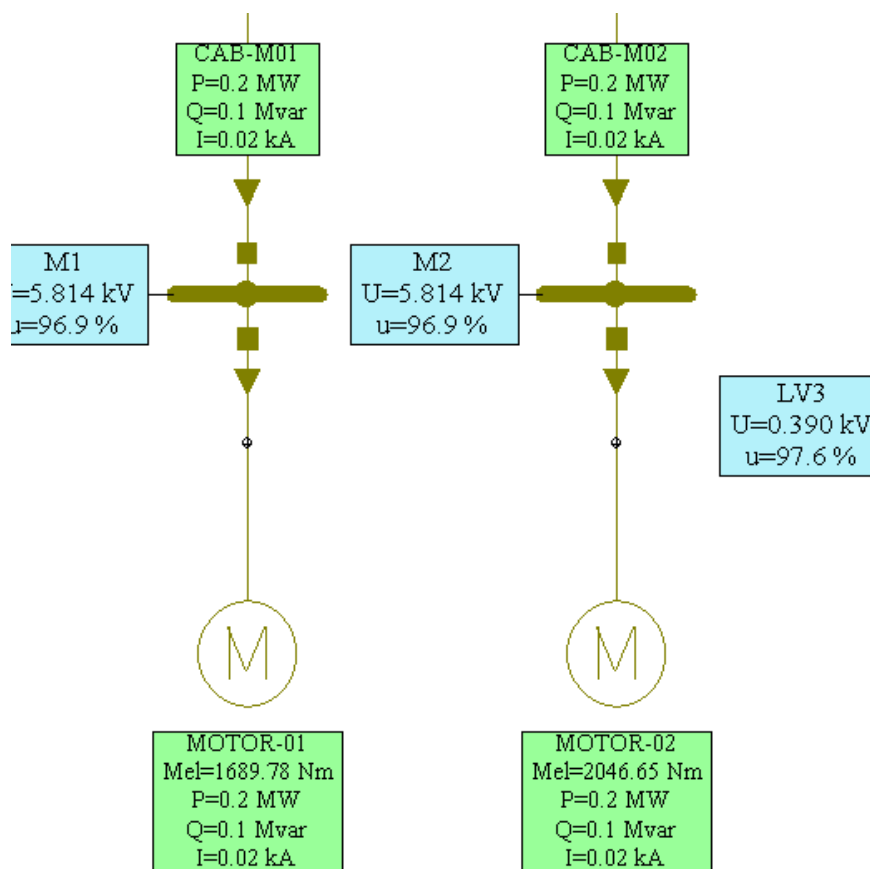 CAB-M01
P=0.2 MW
Q=0.1 Mvar
I=0.02 kA
CAB-M02
P=0.2 MW
Q=0.1 Mvar
I=0.02 kA
M1
=5.814 kV
u=96.9 %
M2
U=5.814 kV
u=96.9 %
LV3
U=0.390 kV
u=97.6 %
M
M
MOTOR-01
Mel=1689.78 Nm
P=0.2 MW
Q=0.1 Mvar
I=0.02 kA
MOTOR-02
Mel=2046.65 Nm
P=0.2 MW
Q=0.1 Mvar
I=0.02 kA